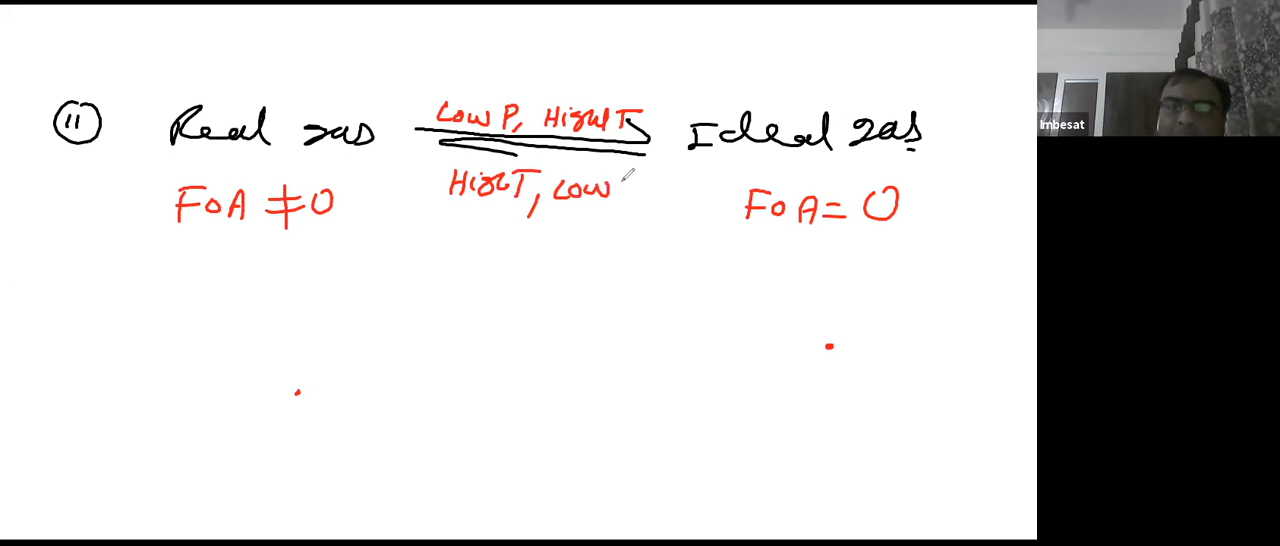 11 Real gas Low P, High T Ideal gas
High T, Low
FOA ≠ 0 FOA = 0
Imbesat